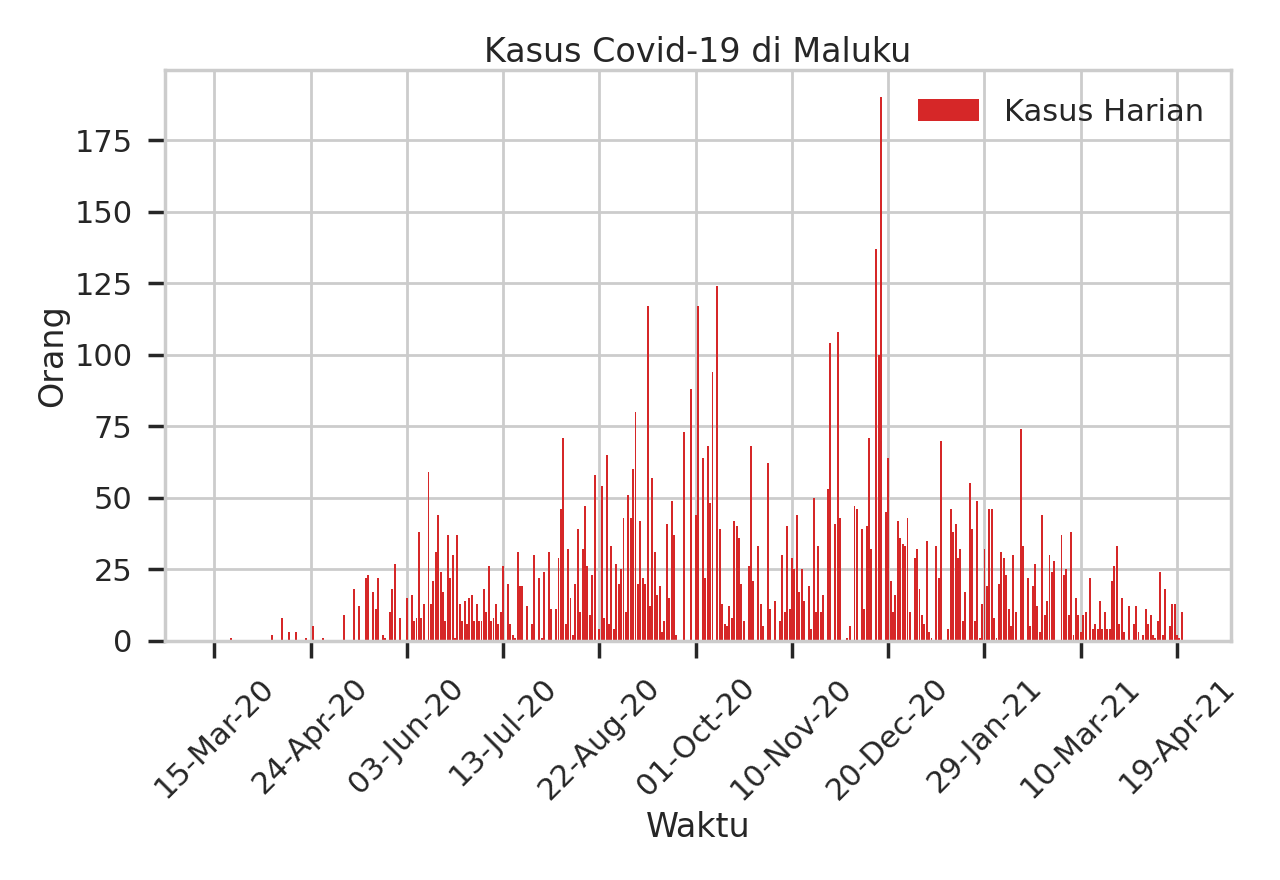 Kasus Covid-19 di Maluku
Kasus Harian
175
150
125
100
75
50
25
0
Orang
15-Mar-20
24-Apr-20
03-Jun-20
13-Jul-20
22-Aug-20
01-Oct-20
10-Nov-20
20-Dec-20
29-Jan-21
10-Mar-21
19-Apr-21
Waktu